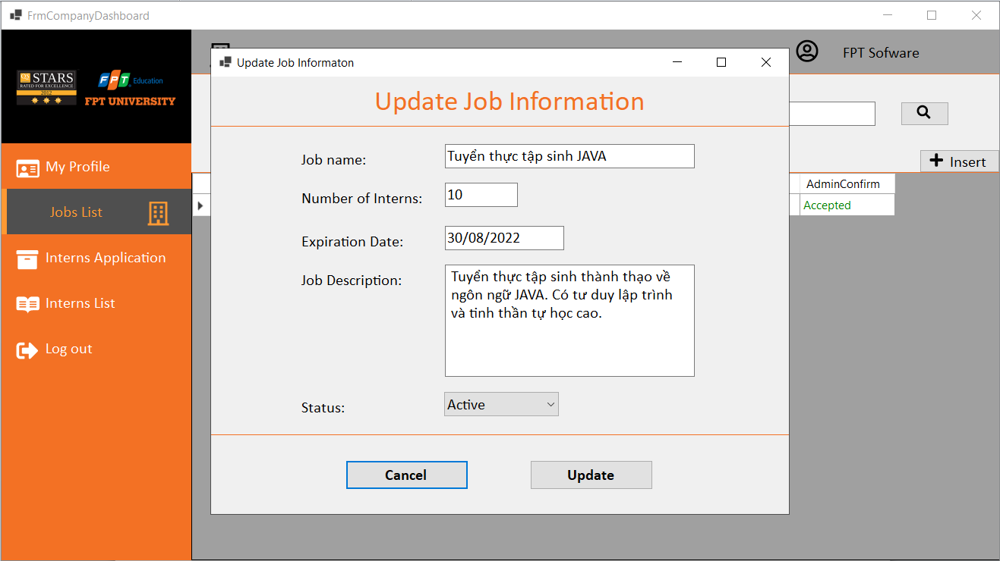 FrmCompanyDashboard
QS STARS
RATED FOR EXCELLENCE
2012
FPT Education
FPT UNIVERSITY
FPT Sofware
My Profile
Jobs List
Interns Application
Interns List
Log out
Insert
AdminConfirm
Accepted
Update Job Informaton
Update Job Information
Job name:
Tuyển thực tập sinh JAVA
Number of Interns:
10
Expiration Date:
30/08/2022
Job Description:
Tuyển thực tập sinh thành thạo về
ngôn ngữ JAVA. Có tư duy lập trình
và tinh thần tự học cao.
Status:
Active
Cancel
Update